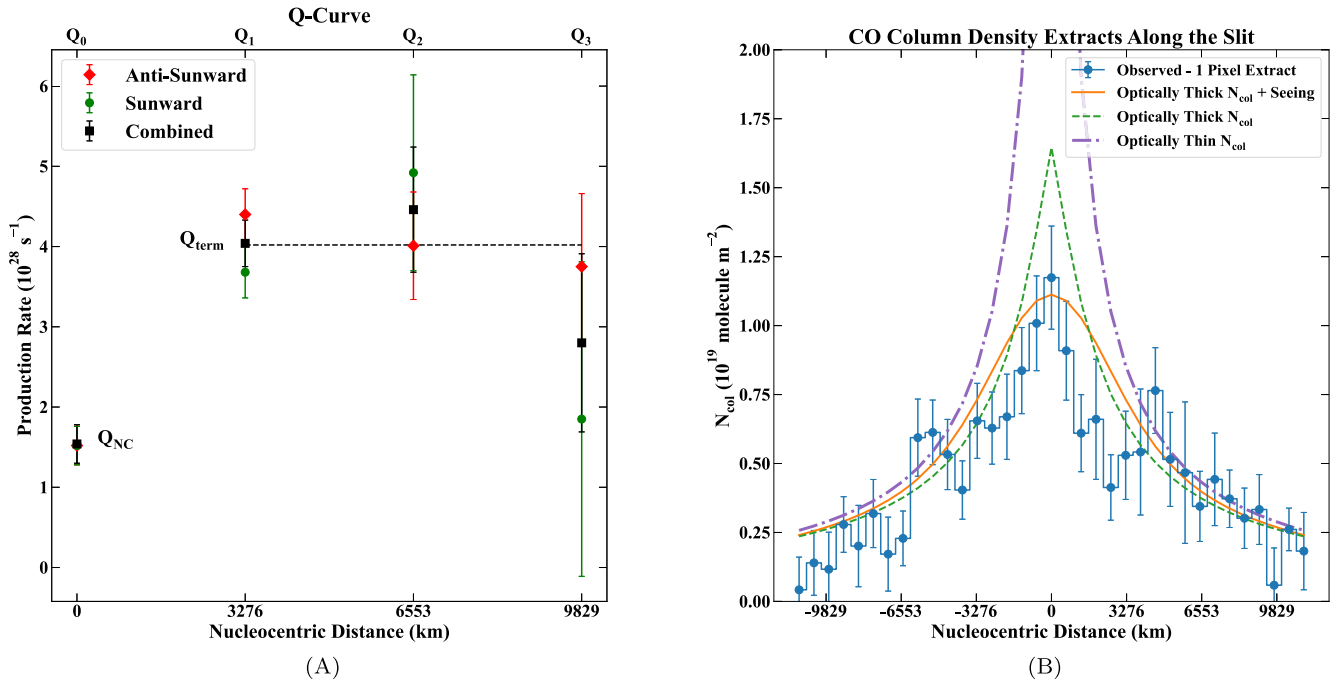 Q-Curve
Q0 Q1 Q2 Q3
Anti-Sunward
Sunward
Combined
Qterm
QNC
Production Rate (10^28 s^−1)
6
5
4
3
2
1
0
0 3276 6553 9829
Nucleocentric Distance (km)
(A)
CO Column Density Extracts Along the Slit
Observed - 1 Pixel Extract
Optically Thick Ncol + Seeing
Optically Thick Ncol
Optically Thin Ncol
Ncol (10^19 molecule m^−2)
2.00
1.75
1.50
1.25
1.00
0.75
0.50
0.25
0.00
-9829 -6553 -3276 0 3276 6553 9829
Nucleocentric Distance (km)
(B)